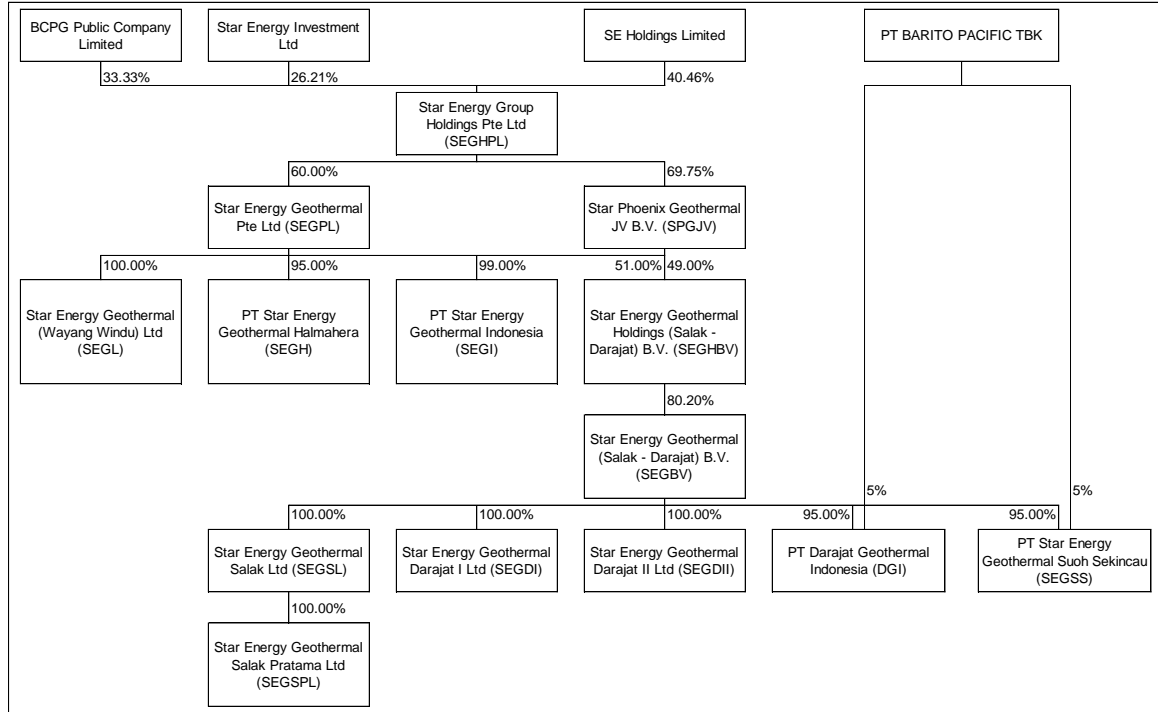 BCPG Public Company
Limited
Star Energy Investment
Ltd
SE Holdings Limited
PT BARITO PACIFIC TBK
33.33%
26.21%
40.46%
Star Energy Group
Holdings Pte Ltd
(SEGHPL)
60.00%
69.75%
Star Energy Geothermal
Pte Ltd (SEGPL)
Star Phoenix Geothermal
JV B.V. (SPGJV)
100.00%
95.00%
99.00%
51.00%
49.00%
Star Energy Geothermal
(Wayang Windu) Ltd
(SEGL)
PT Star Energy
Geothermal Halmahera
(SEGH)
PT Star Energy
Geothermal Indonesia
(SEGI)
Star Energy Geothermal
Holdings (Salak -
Darajat) B.V. (SEGHBV)
80.20%
Star Energy Geothermal
(Salak - Darajat) B.V.
(SEGBV)
5%
5%
100.00%
100.00%
100.00%
95.00%
95.00%
Star Energy Geothermal
Salak Ltd (SEGSL)
Star Energy Geothermal
Darajat I Ltd (SEGDI)
Star Energy Geothermal
Darajat II Ltd (SEGDII)
PT Darajat Geothermal
Indonesia (DGI)
PT Star Energy
Geothermal Suoh Sekincau
(SEGSS)
100.00%
Star Energy Geothermal
Salak Pratama Ltd
(SEGSPL)